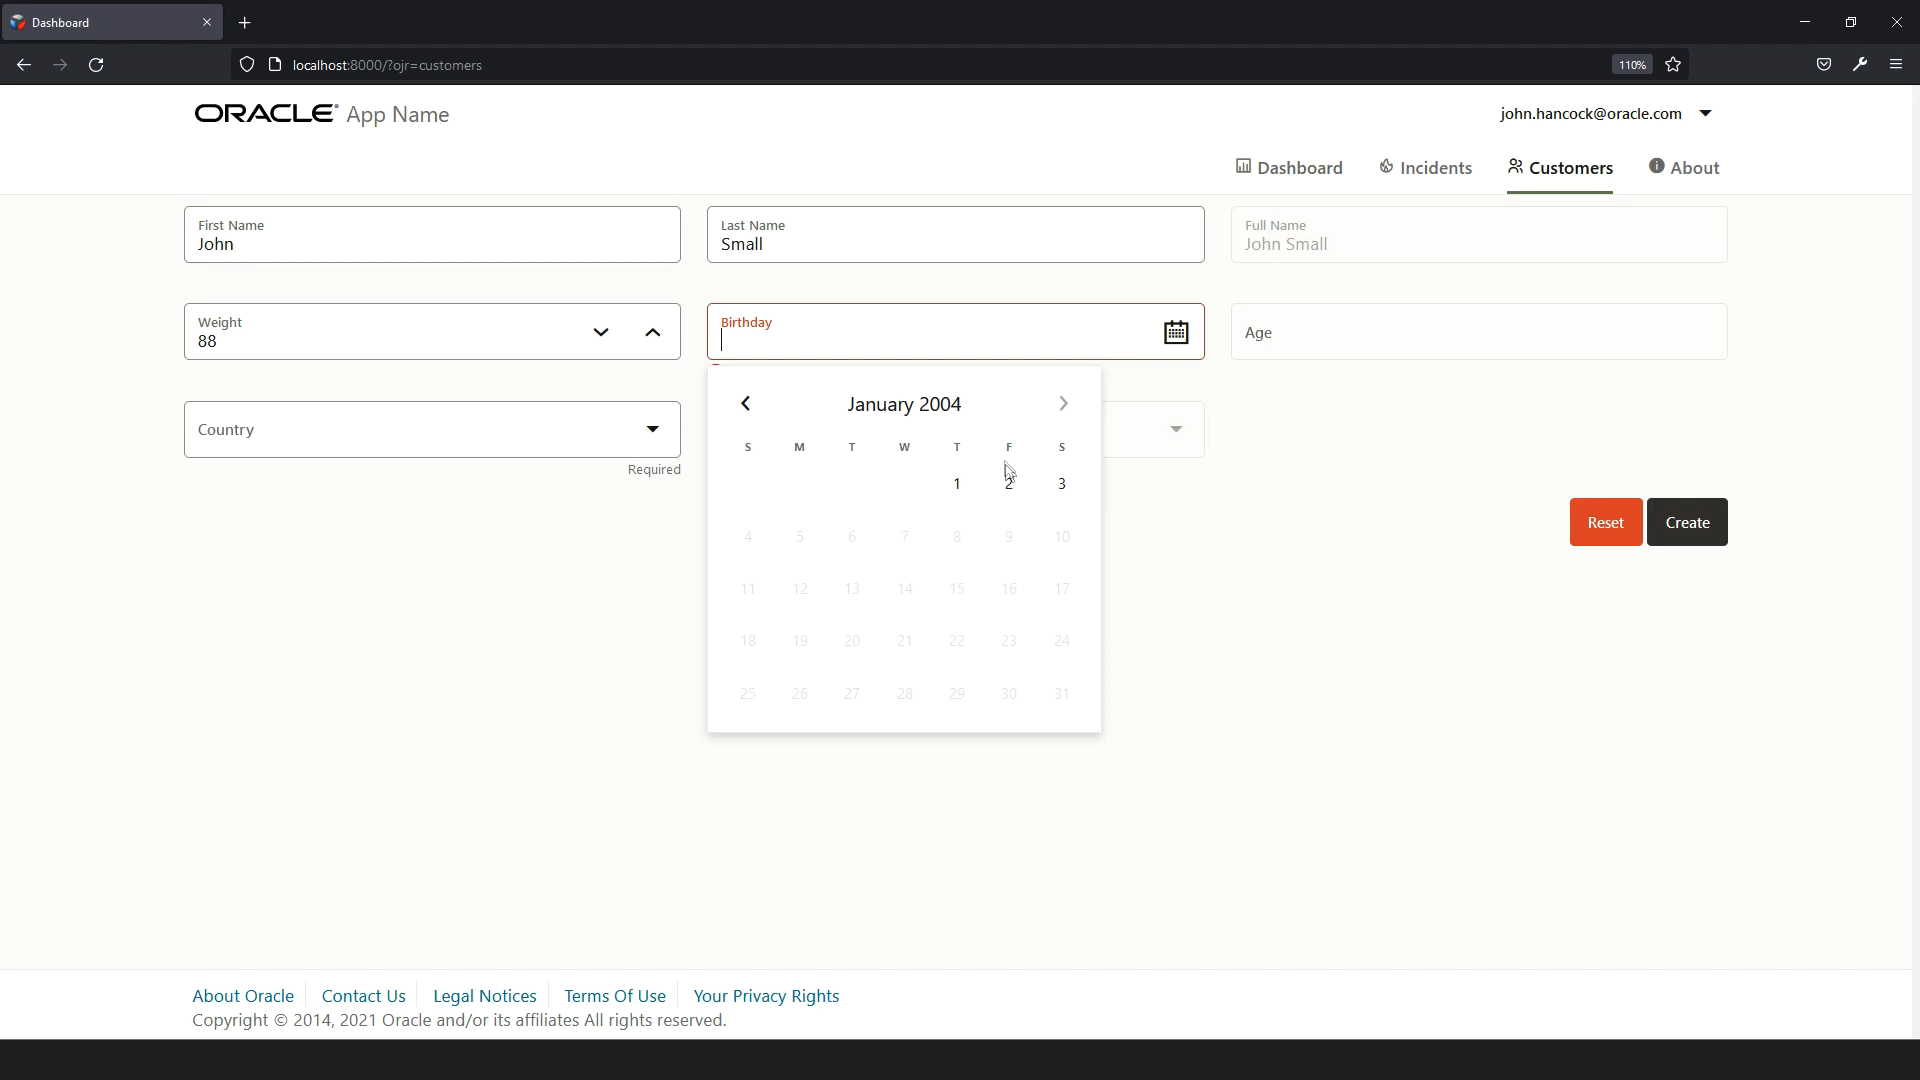 Dashboard
localhost:8000/?ojr=customers
110%
ORACLE® App Name
john.hancock@oracle.com
Dashboard
Incidents
Customers
About
First Name
John
Last Name
Small
Full Name
John Small
Weight
88
Birthday
Age
Country
Required
January 2004
S M T W T F S
1 2 3
4 5 6 7 8 9 10
11 12 13 14 15 16 17
18 19 20 21 22 23 24
25 26 27 28 29 30 31
Reset
Create
About Oracle
Contact Us
Legal Notices
Terms Of Use
Your Privacy Rights
Copyright © 2014, 2021 Oracle and/or its affiliates All rights reserved.